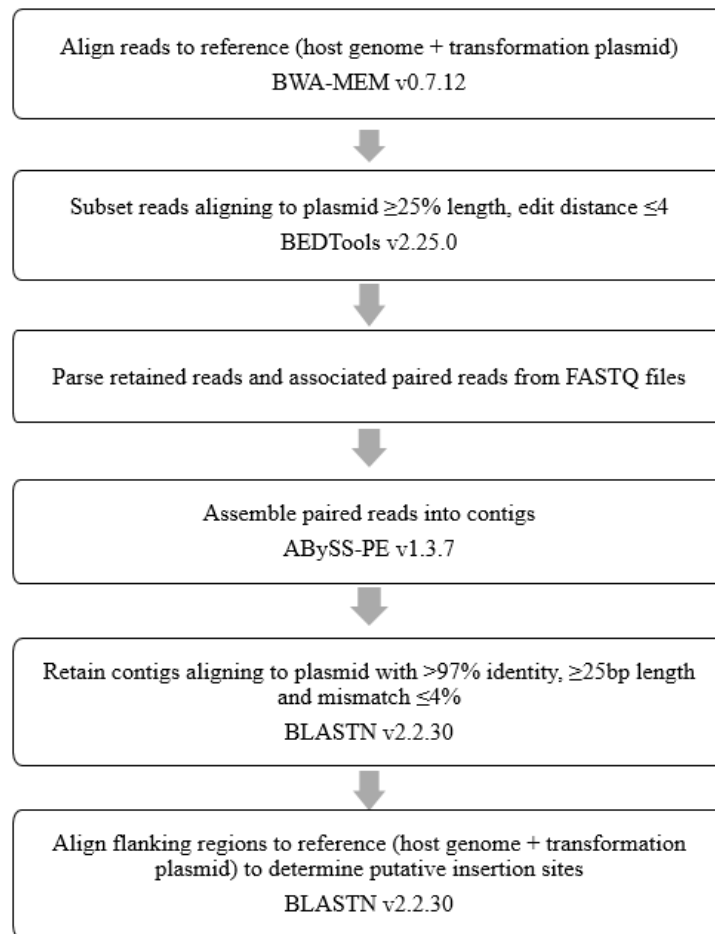 Align reads to reference (host genome + transformation plasmid)
BWA-MEM v0.7.12
Subset reads aligning to plasmid ≥25% length, edit distance ≤4
BEDTools v2.25.0
Parse retained reads and associated paired reads from FASTQ files
Assemble paired reads into contigs
ABySS-PE v1.3.7
Retain contigs aligning to plasmid with >97% identity, ≥25bp length
and mismatch ≤4%
BLASTN v2.2.30
Align flanking regions to reference (host genome + transformation
plasmid) to determine putative insertion sites
BLASTN v2.2.30